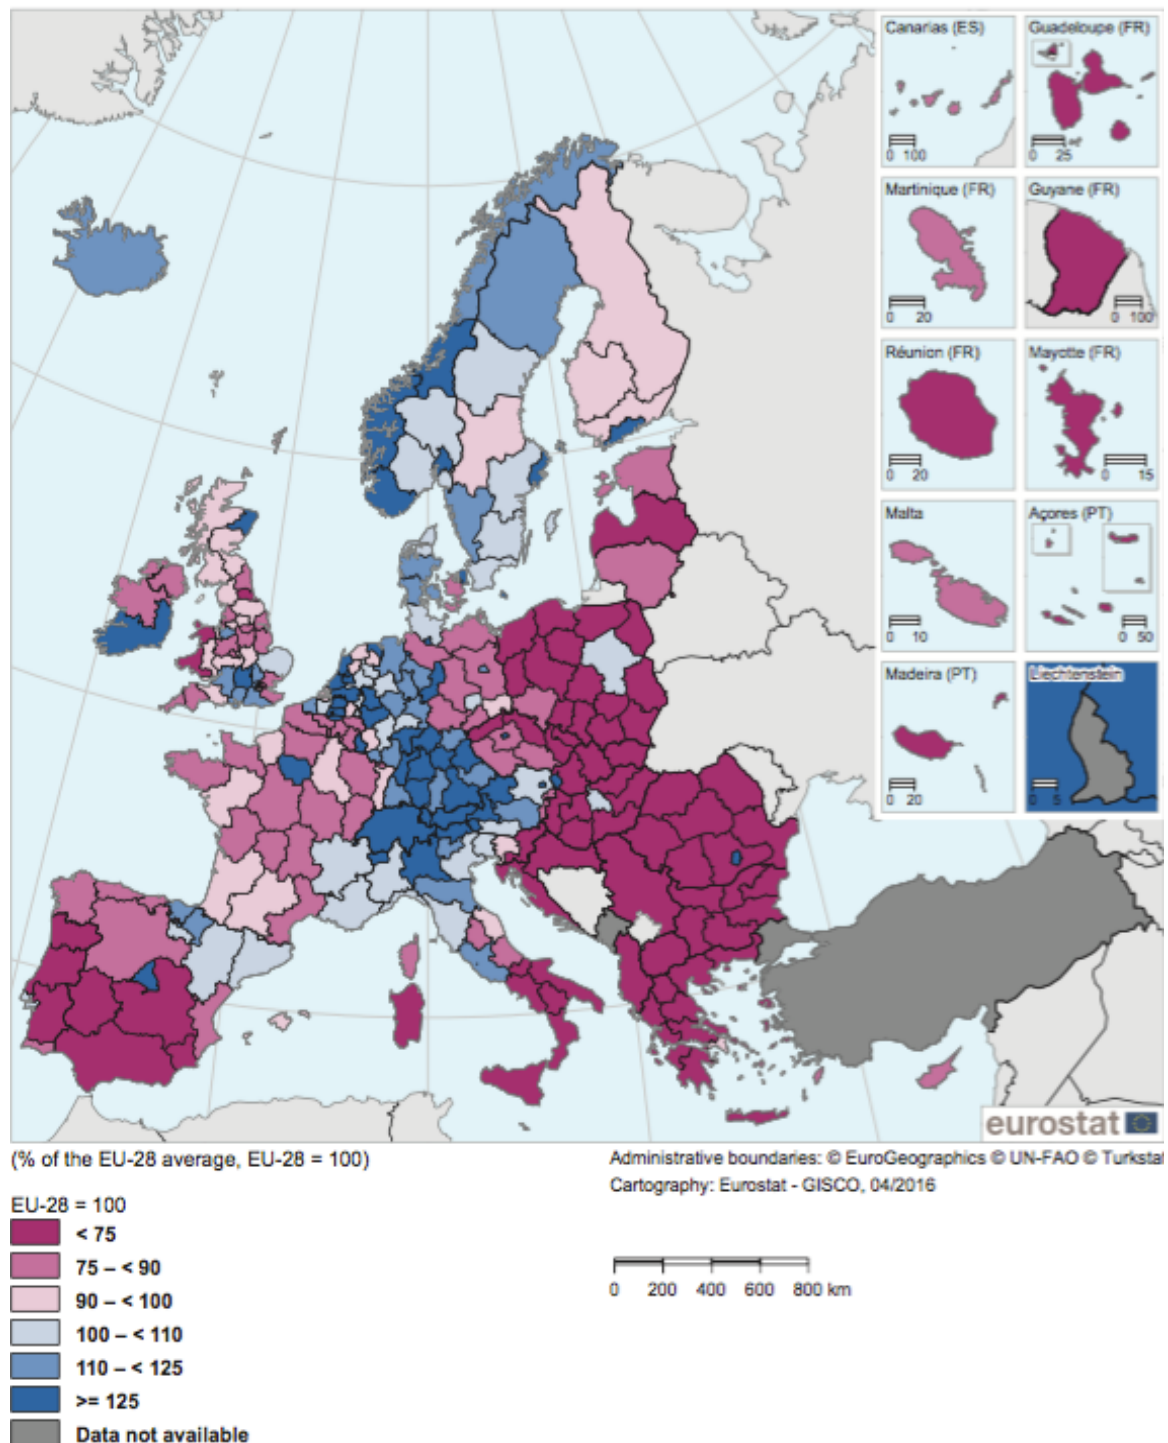 Canarias (ES)
0 100
Guadeloupe (FR)
0 25
Martinique (FR)
0 20
Guyane (FR)
0 100
Réunion (FR)
0 20
Mayotte (FR)
0 15
Malta
0 10
Açores (PT)
0 50
Madeira (PT)
0 20
Liechtenstein
0 5
eurostat
(% of the EU-28 average, EU-28 = 100)
Administrative boundaries: © EuroGeographics © UN-FAO © Turkstat
Cartography: Eurostat - GISCO, 04/2016
EU-28 = 100
< 75
75 – < 90
90 – < 100
100 – < 110
110 – < 125
>= 125
Data not available
0 200 400 600 800 km